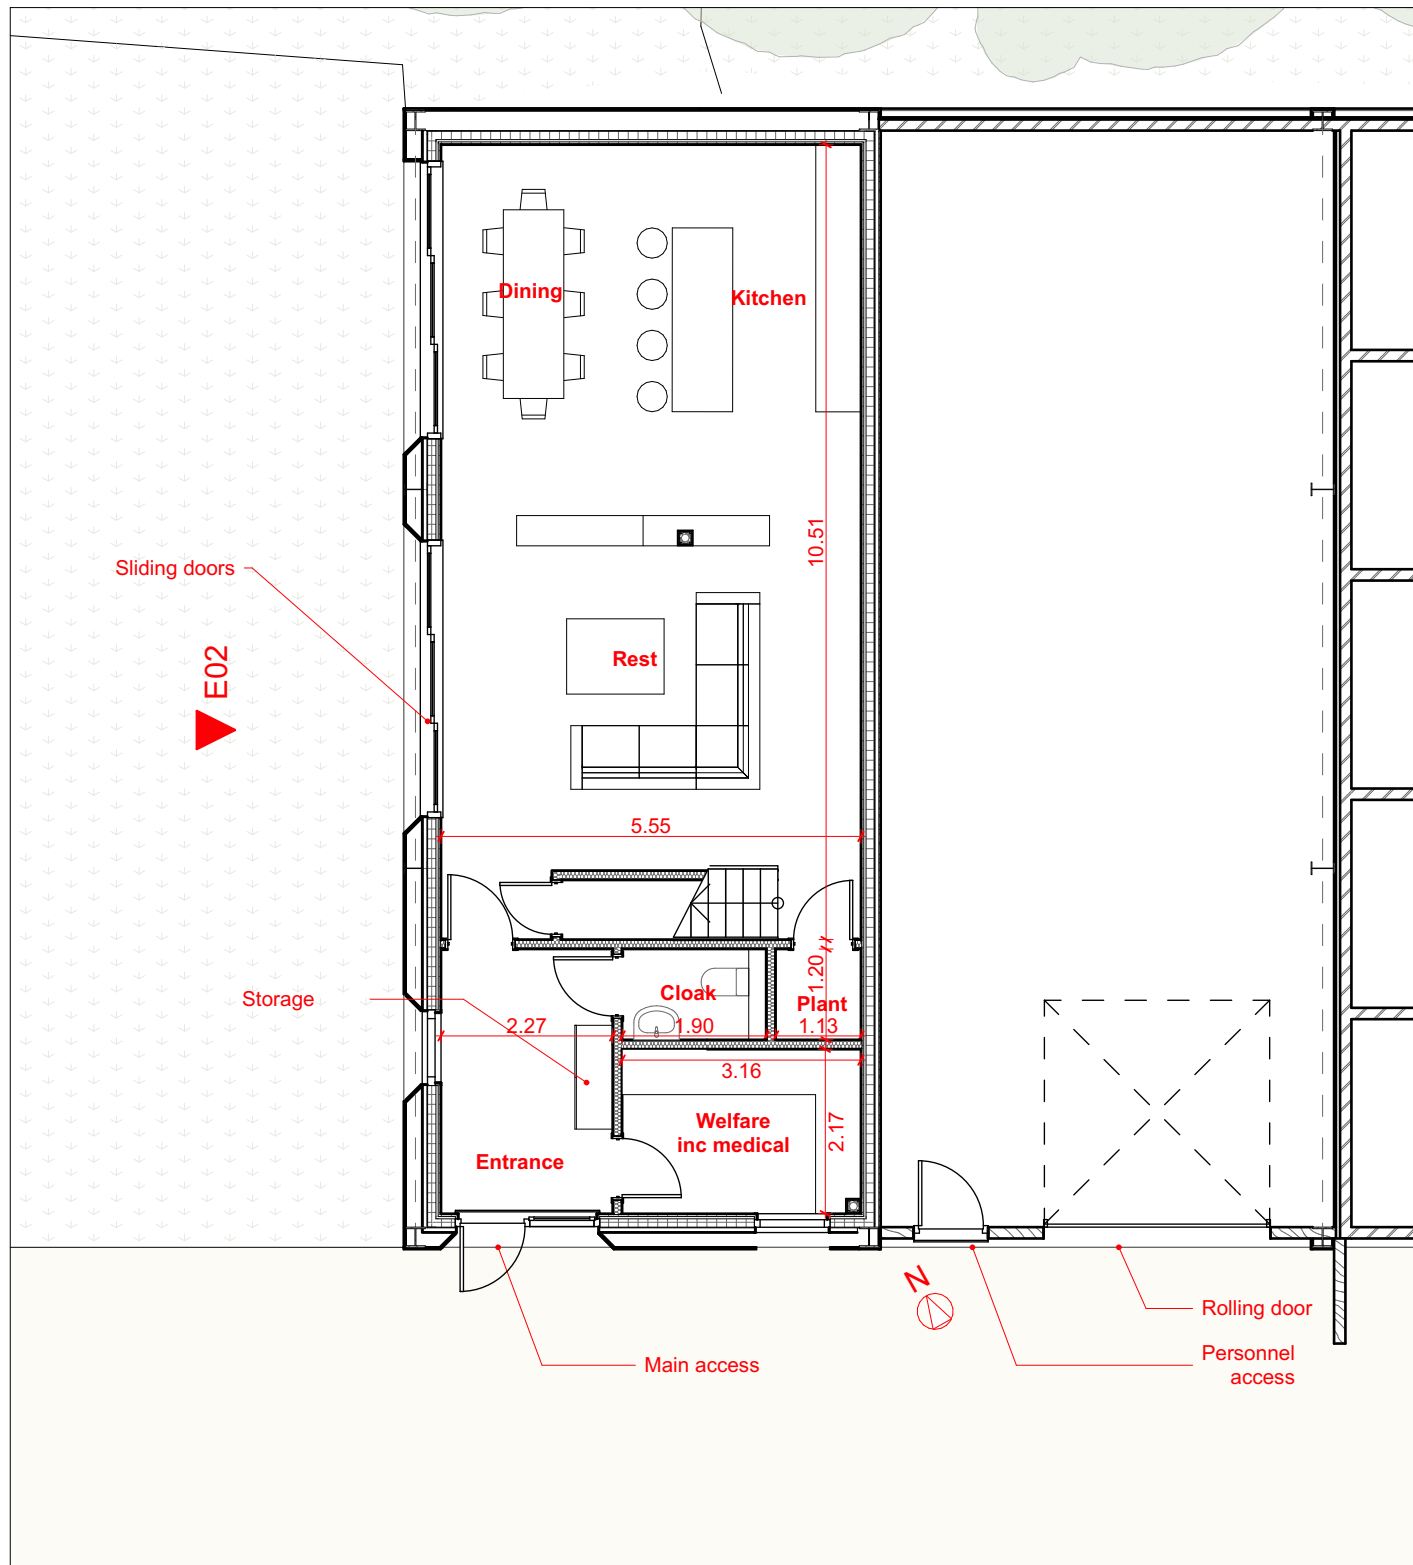 Dining
Kitchen
10.51
Sliding doors
E02
Rest
5.55
1.20
Cloak
Plant
Storage
2.27
1.90
1.13
3.16
Welfare
inc medical
2.17
Entrance
N
Rolling door
Main access
Personnel
access